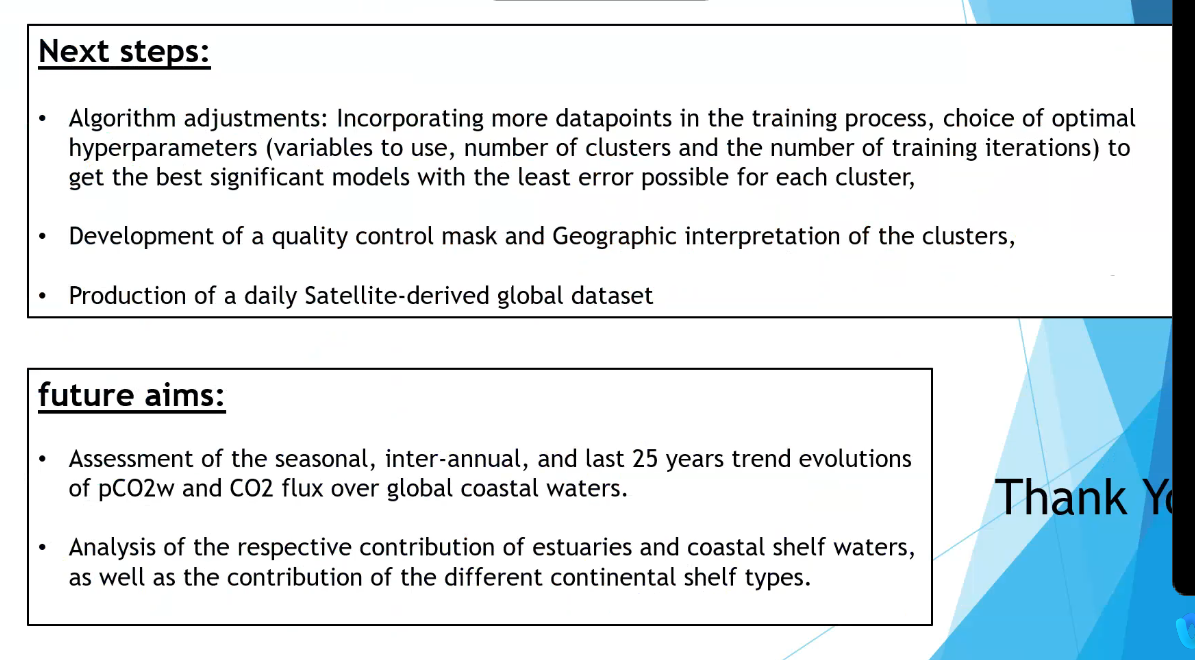 Next steps:
• Algorithm adjustments: Incorporating more datapoints in the training process, choice of optimal
hyperparameters (variables to use, number of clusters and the number of training iterations) to
get the best significant models with the least error possible for each cluster,
• Development of a quality control mask and Geographic interpretation of the clusters,
• Production of a daily Satellite-derived global dataset
future aims:
• Assessment of the seasonal, inter-annual, and last 25 years trend evolutions
of pCO2w and CO2 flux over global coastal waters.
• Analysis of the respective contribution of estuaries and coastal shelf waters,
as well as the contribution of the different continental shelf types.
Thank